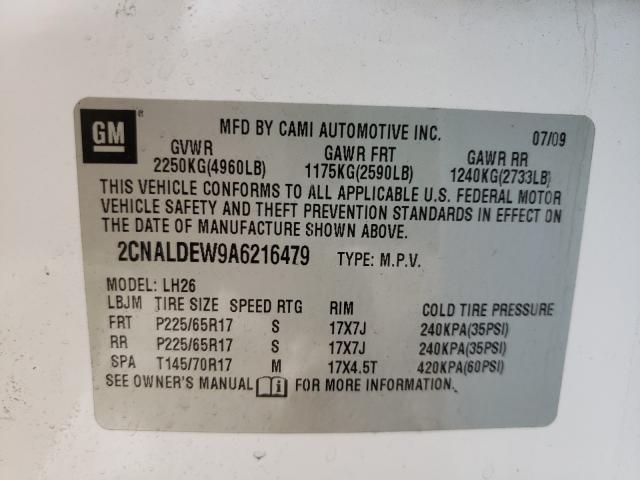 GM ®
MFD BY CAMI AUTOMOTIVE INC. 07/09
GVWR GAWR FRT GAWR RR
2250KG(4960LB) 1175KG(2590LB) 1240KG(2733LB)
THIS VEHICLE CONFORMS TO ALL APPLICABLE U.S. FEDERAL MOTOR
VEHICLE SAFETY AND THEFT PREVENTION STANDARDS IN EFFECT ON
THE DATE OF MANUFACTURE SHOWN ABOVE.
2CNALDEW9A6216479 TYPE: M.P.V.
MODEL: LH26
LBJM TIRE SIZE SPEED RTG RIM COLD TIRE PRESSURE
FRT P225/65R17 S 17X7J 240KPA(35PSI)
RR P225/65R17 S 17X7J 240KPA(35PSI)
SPA T145/70R17 M 17X4.5T 420KPA(60PSI)
SEE OWNER'S MANUAL FOR MORE INFORMATION.